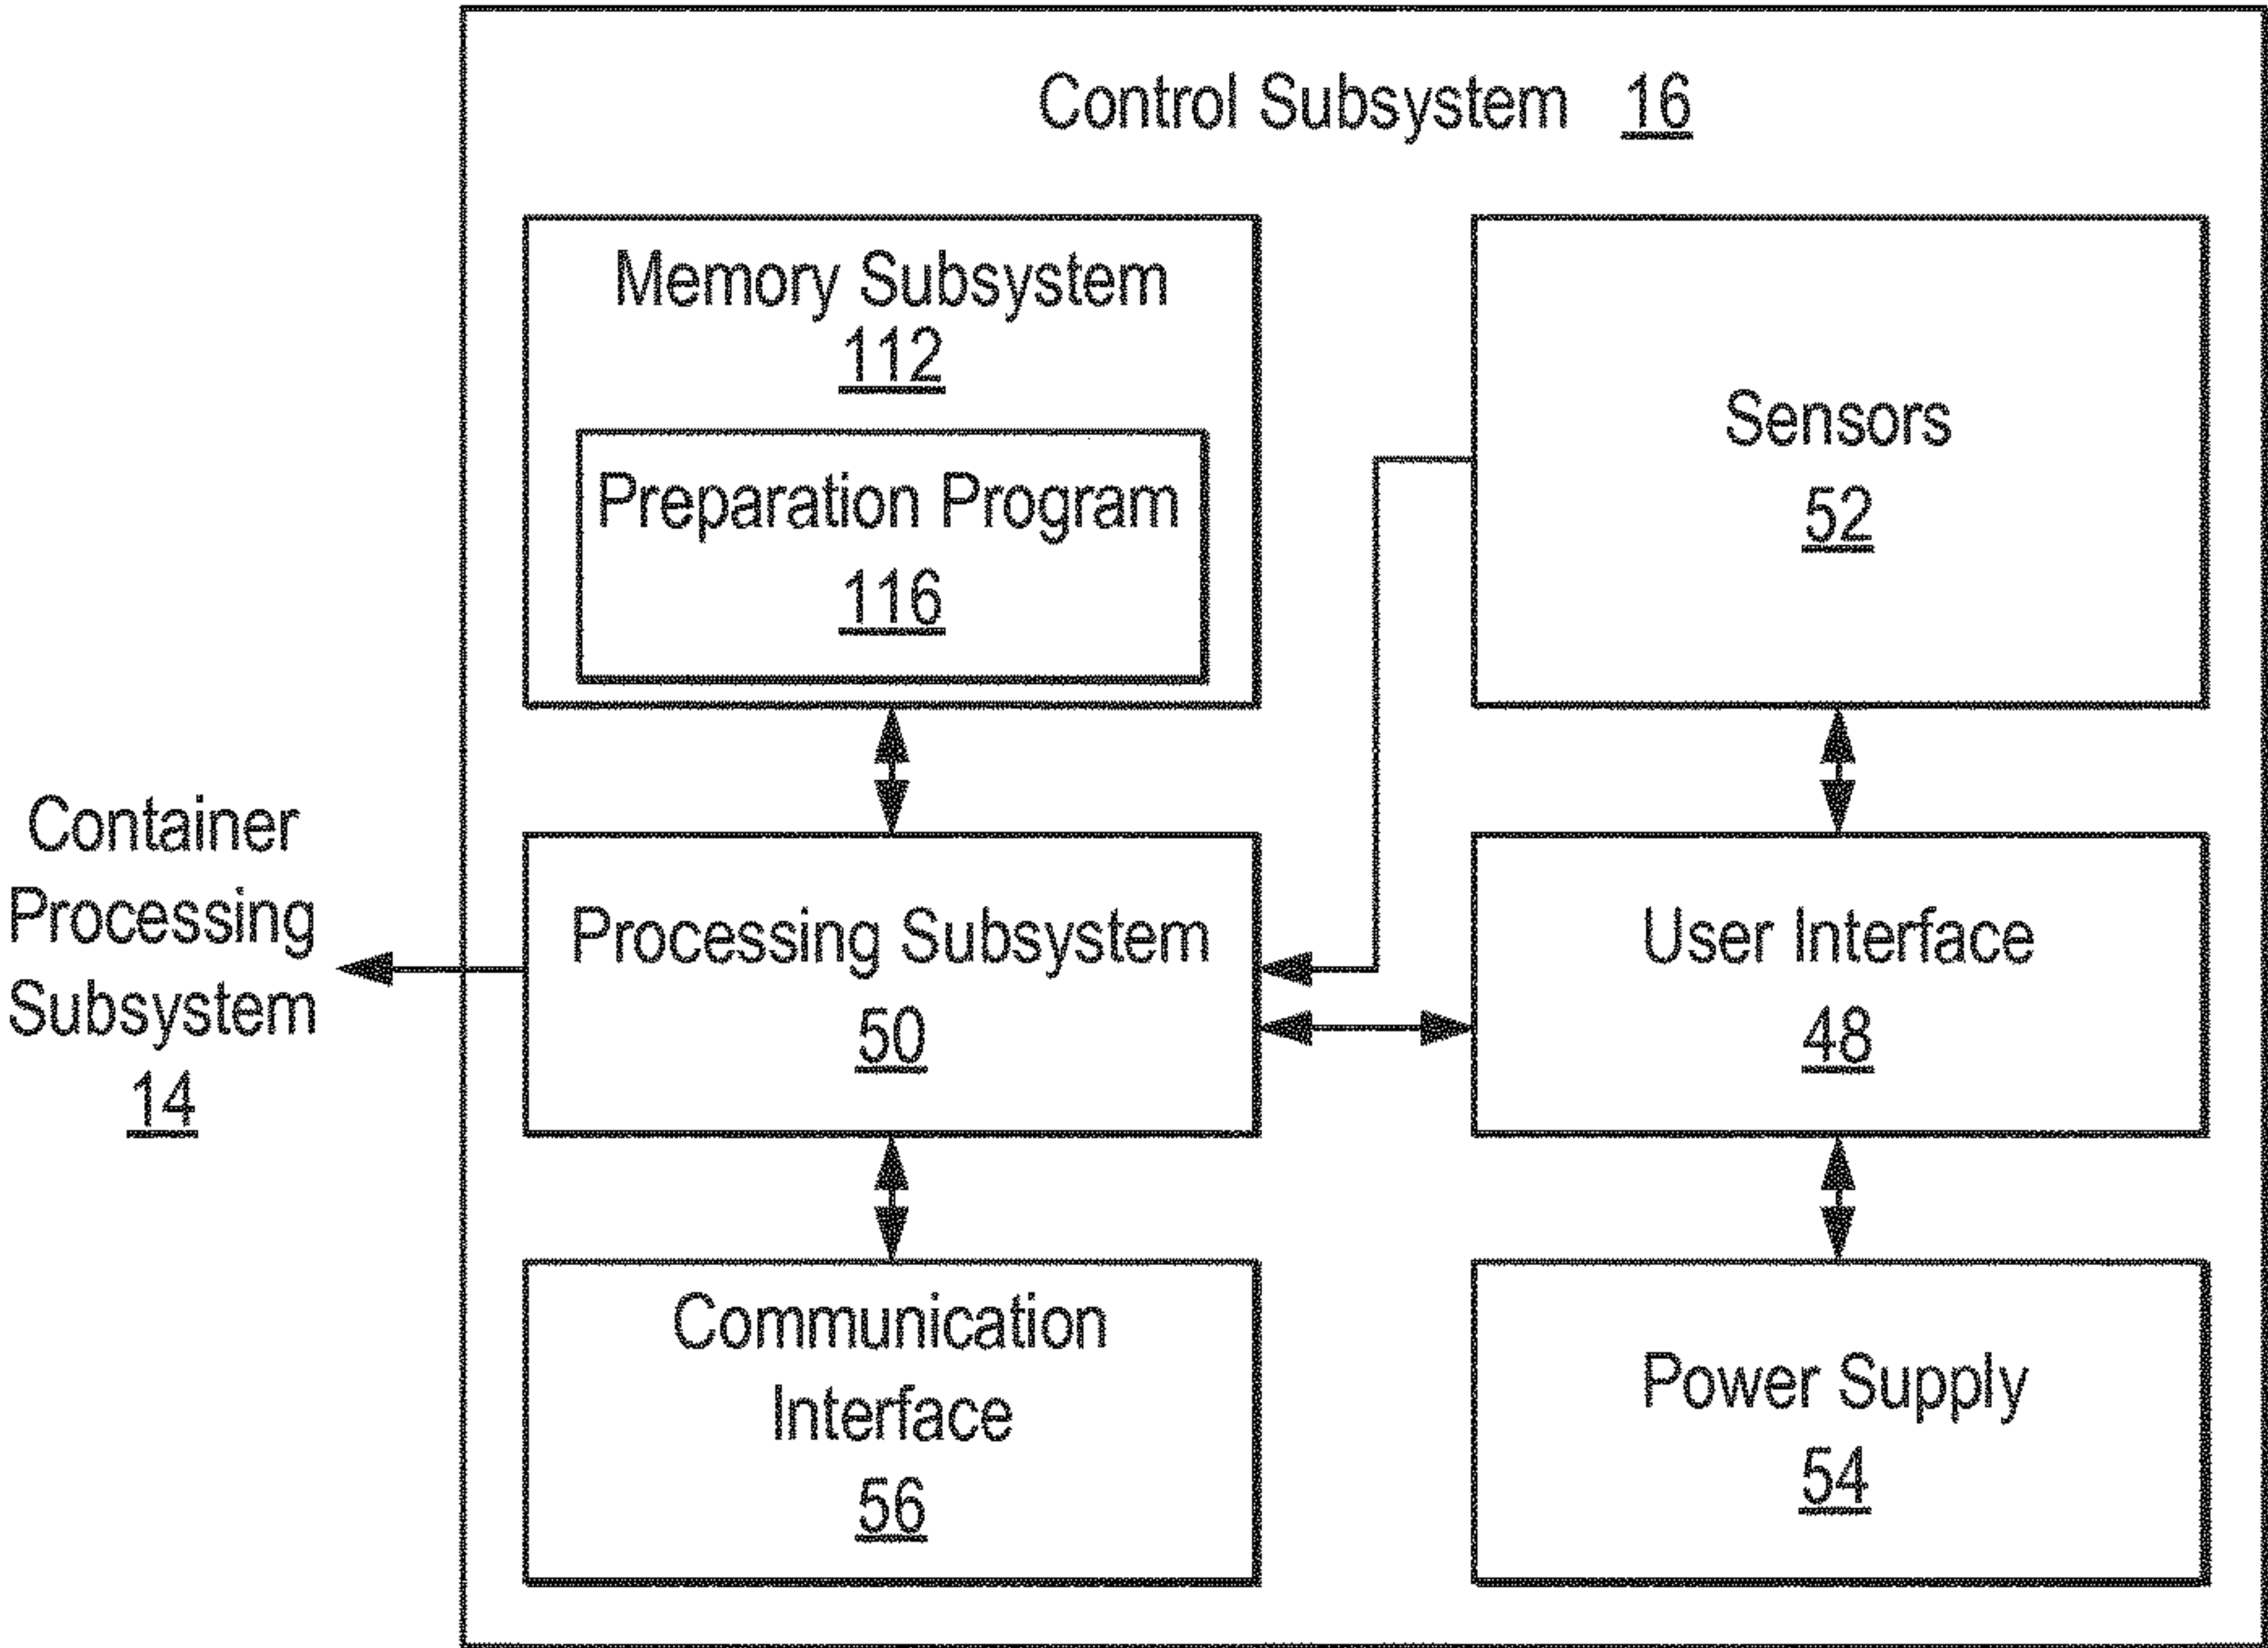 Control Subsystem 16
Memory Subsystem
112
Preparation Program
116
Sensors
52
Container
Processing
Subsystem
14
Processing Subsystem
50
User Interface
48
Communication
Interface
56
Power Supply
54